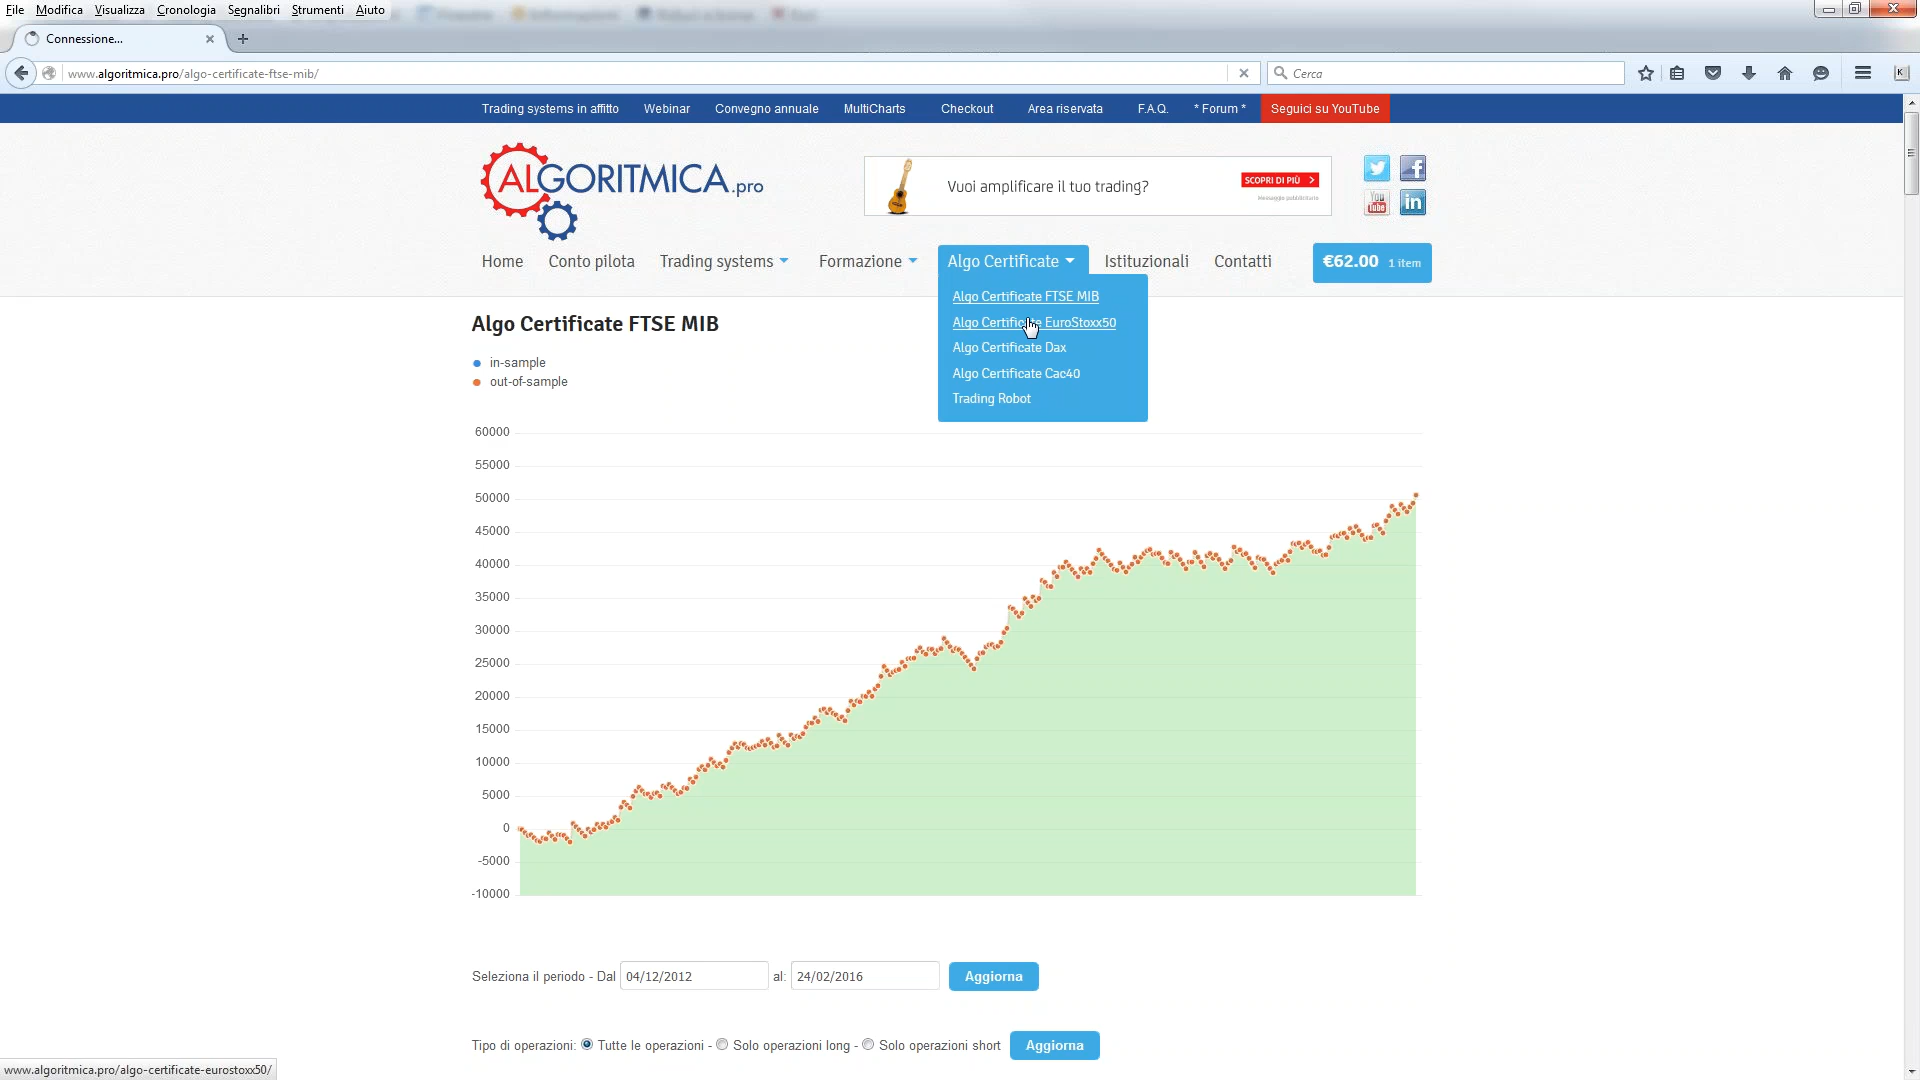 File Modifica Visualizza Cronologia Segnalibri Strumenti Aiuto
Connessione...
www.algoritmica.pro/algo-certificate-ftse-mib/
Cerca
Trading systems in affitto Webinar Convegno annuale MultiCharts Checkout Area riservata F.A.Q. * Forum * Seguici su YouTube
ALGORITMICA.pro
Vuoi amplificare il tuo trading?
SCOPRI DI PIÙ
Messaggio pubblicitario
You Tube
in
Home Conto pilota Trading systems Formazione Algo Certificate Istituzionali Contatti €62.00 1 item
Algo Certificate FTSE MIB
Algo Certificate EuroStoxx50
Algo Certificate Dax
Algo Certificate Cac40
Trading Robot
Algo Certificate FTSE MIB
in-sample
out-of-sample
60000
55000
50000
45000
40000
35000
30000
25000
20000
15000
10000
5000
0
-5000
-10000
Seleziona il periodo - Dal 04/12/2012 al: 24/02/2016 Aggiorna
Tipo di operazioni: Tutte le operazioni - Solo operazioni long - Solo operazioni short Aggiorna
www.algoritmica.pro/algo-certificate-eurostoxx50/